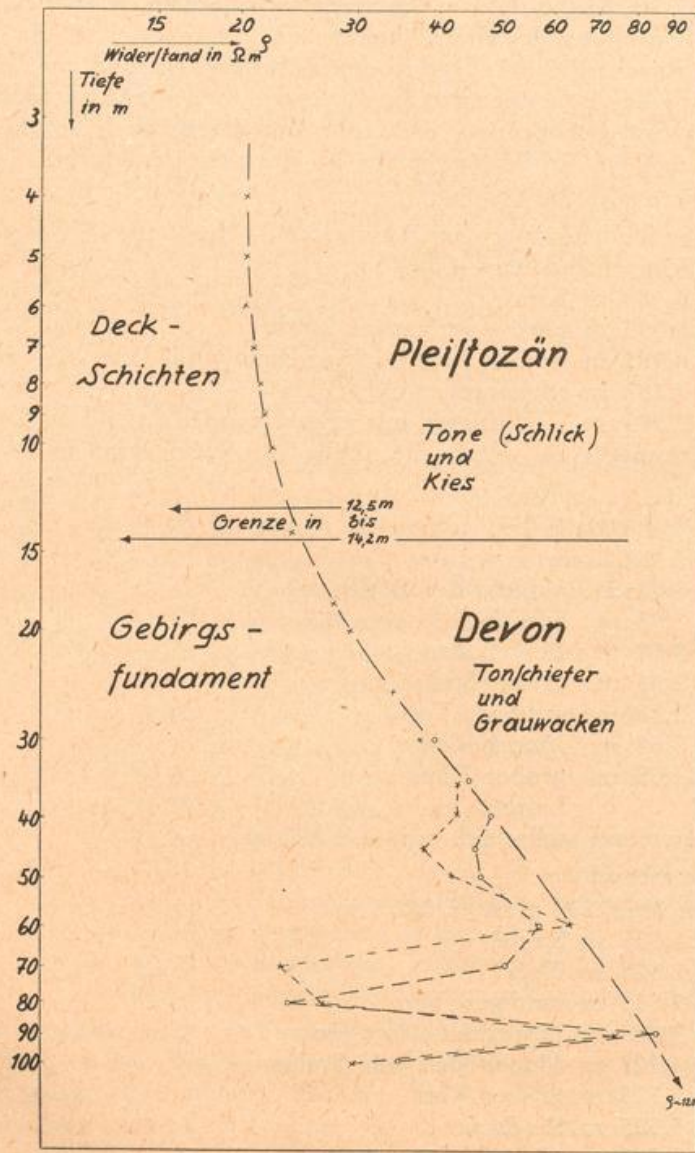 15 20 30 40 50 60 70 80 90
Widerſtand in Ωm ρ
Tiefe
in m
3
4
5
6
7
8
9
10
15
20
30
40
50
60
70
80
90
100
Deck -
Schichten
Pleiſtozän
Tone (Schlick)
und
Kies
12,5m
Grenze in bis
14,2m
Gebirgs -
fundament
Devon
Tonſchiefer
und
Grauwacken